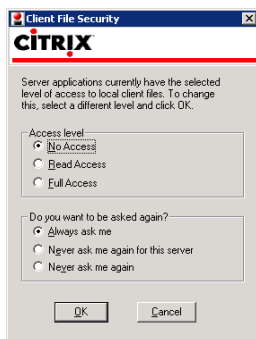 Client File Security
CİTRIX
Server applications currently have the selected
level of access to local client files. To change
this, select a different level and click OK.
Access level
No Access
Read Access
Full Access
Do you want to be asked again?
Always ask me
Never ask me again for this server
Never ask me again
OK
Cancel